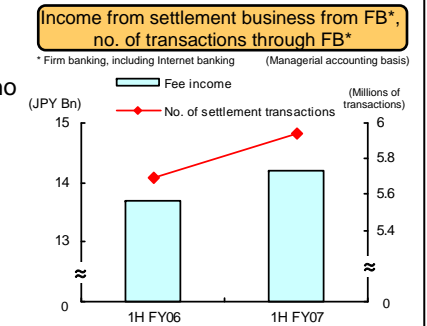 Income from settlement business from FB*,
no. of transactions through FB*
* Firm banking, including Internet banking (Managerial accounting basis)
no
Fee income
No. of settlement transactions
(JPY Bn)
(Millions of
transactions)
15
14
13
0
6
5.8
5.6
5.4
0
1H FY06 1H FY07